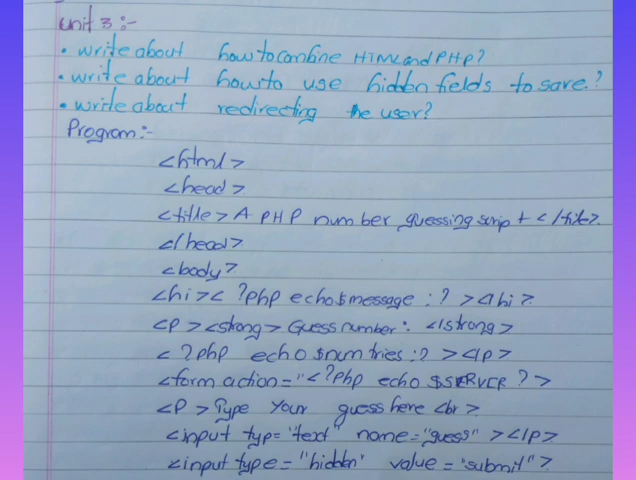 unit 3 :-
• write about how to combine HTML and PHP?
• write about how to use hidden fields to save?
• write about redirecting the user?
Program :-
<html>
<head>
<title> A PHP number guessing script </title>.
</head>
<body>
<hi> < ?php echo $message : ? > </hi>
<P> <strong> Guess number : </strong>
< ?php echo $num tries :? > </p>
<form action = "< ?php echo $SERVER ? >
<P > Type Your guess here <br>
<input typ= "text" name = "guess" > </p>
<input type = "hidden' value = "submit" >